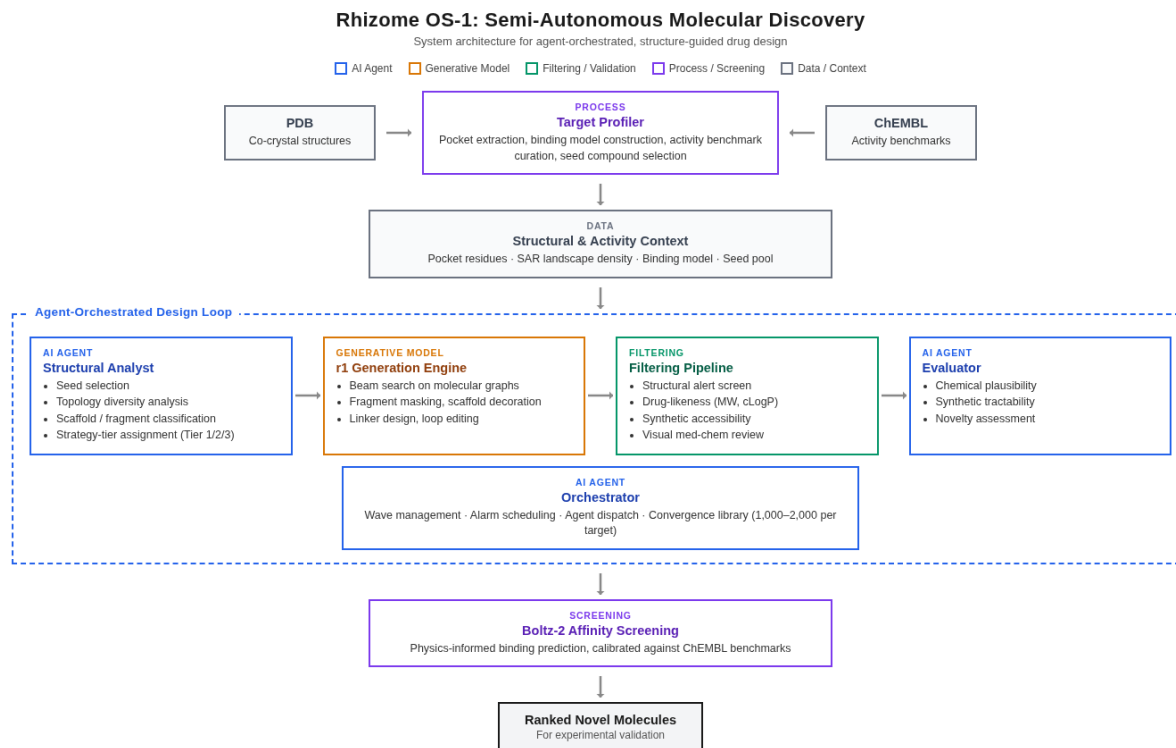 Rhizome OS-1: Semi-Autonomous Molecular Discovery
System architecture for agent-orchestrated, structure-guided drug design
AI Agent
Generative Model
Filtering / Validation
Process / Screening
Data / Context
PDB
Co-crystal structures
PROCESS
Target Profiler
Pocket extraction, binding model construction, activity benchmark
curation, seed compound selection
ChEMBL
Activity benchmarks
DATA
Structural & Activity Context
Pocket residues · SAR landscape density · Binding model · Seed pool
Agent-Orchestrated Design Loop
AI AGENT
Structural Analyst
• Seed selection
• Topology diversity analysis
• Scaffold / fragment classification
• Strategy-tier assignment (Tier 1/2/3)
GENERATIVE MODEL
r1 Generation Engine
• Beam search on molecular graphs
• Fragment masking, scaffold decoration
• Linker design, loop editing
FILTERING
Filtering Pipeline
• Structural alert screen
• Drug-likeness (MW, cLogP)
• Synthetic accessibility
• Visual med-chem review
AI AGENT
Evaluator
• Chemical plausibility
• Synthetic tractability
• Novelty assessment
AI AGENT
Orchestrator
Wave management · Alarm scheduling · Agent dispatch · Convergence library (1,000–2,000 per
target)
SCREENING
Boltz-2 Affinity Screening
Physics-informed binding prediction, calibrated against ChEMBL benchmarks
Ranked Novel Molecules
For experimental validation